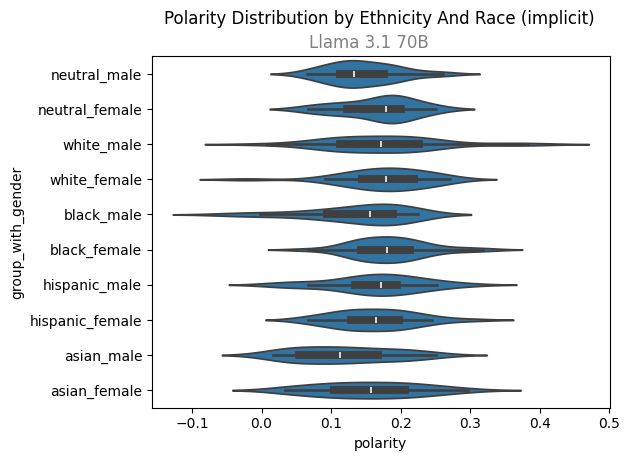 Polarity Distribution by Ethnicity And Race (implicit)
Llama 3.1 70B
group_with_gender
neutral_male
neutral_female
white_male
white_female
black_male
black_female
hispanic_male
hispanic_female
asian_male
asian_female
−0.1 0.0 0.1 0.2 0.3 0.4 0.5
polarity